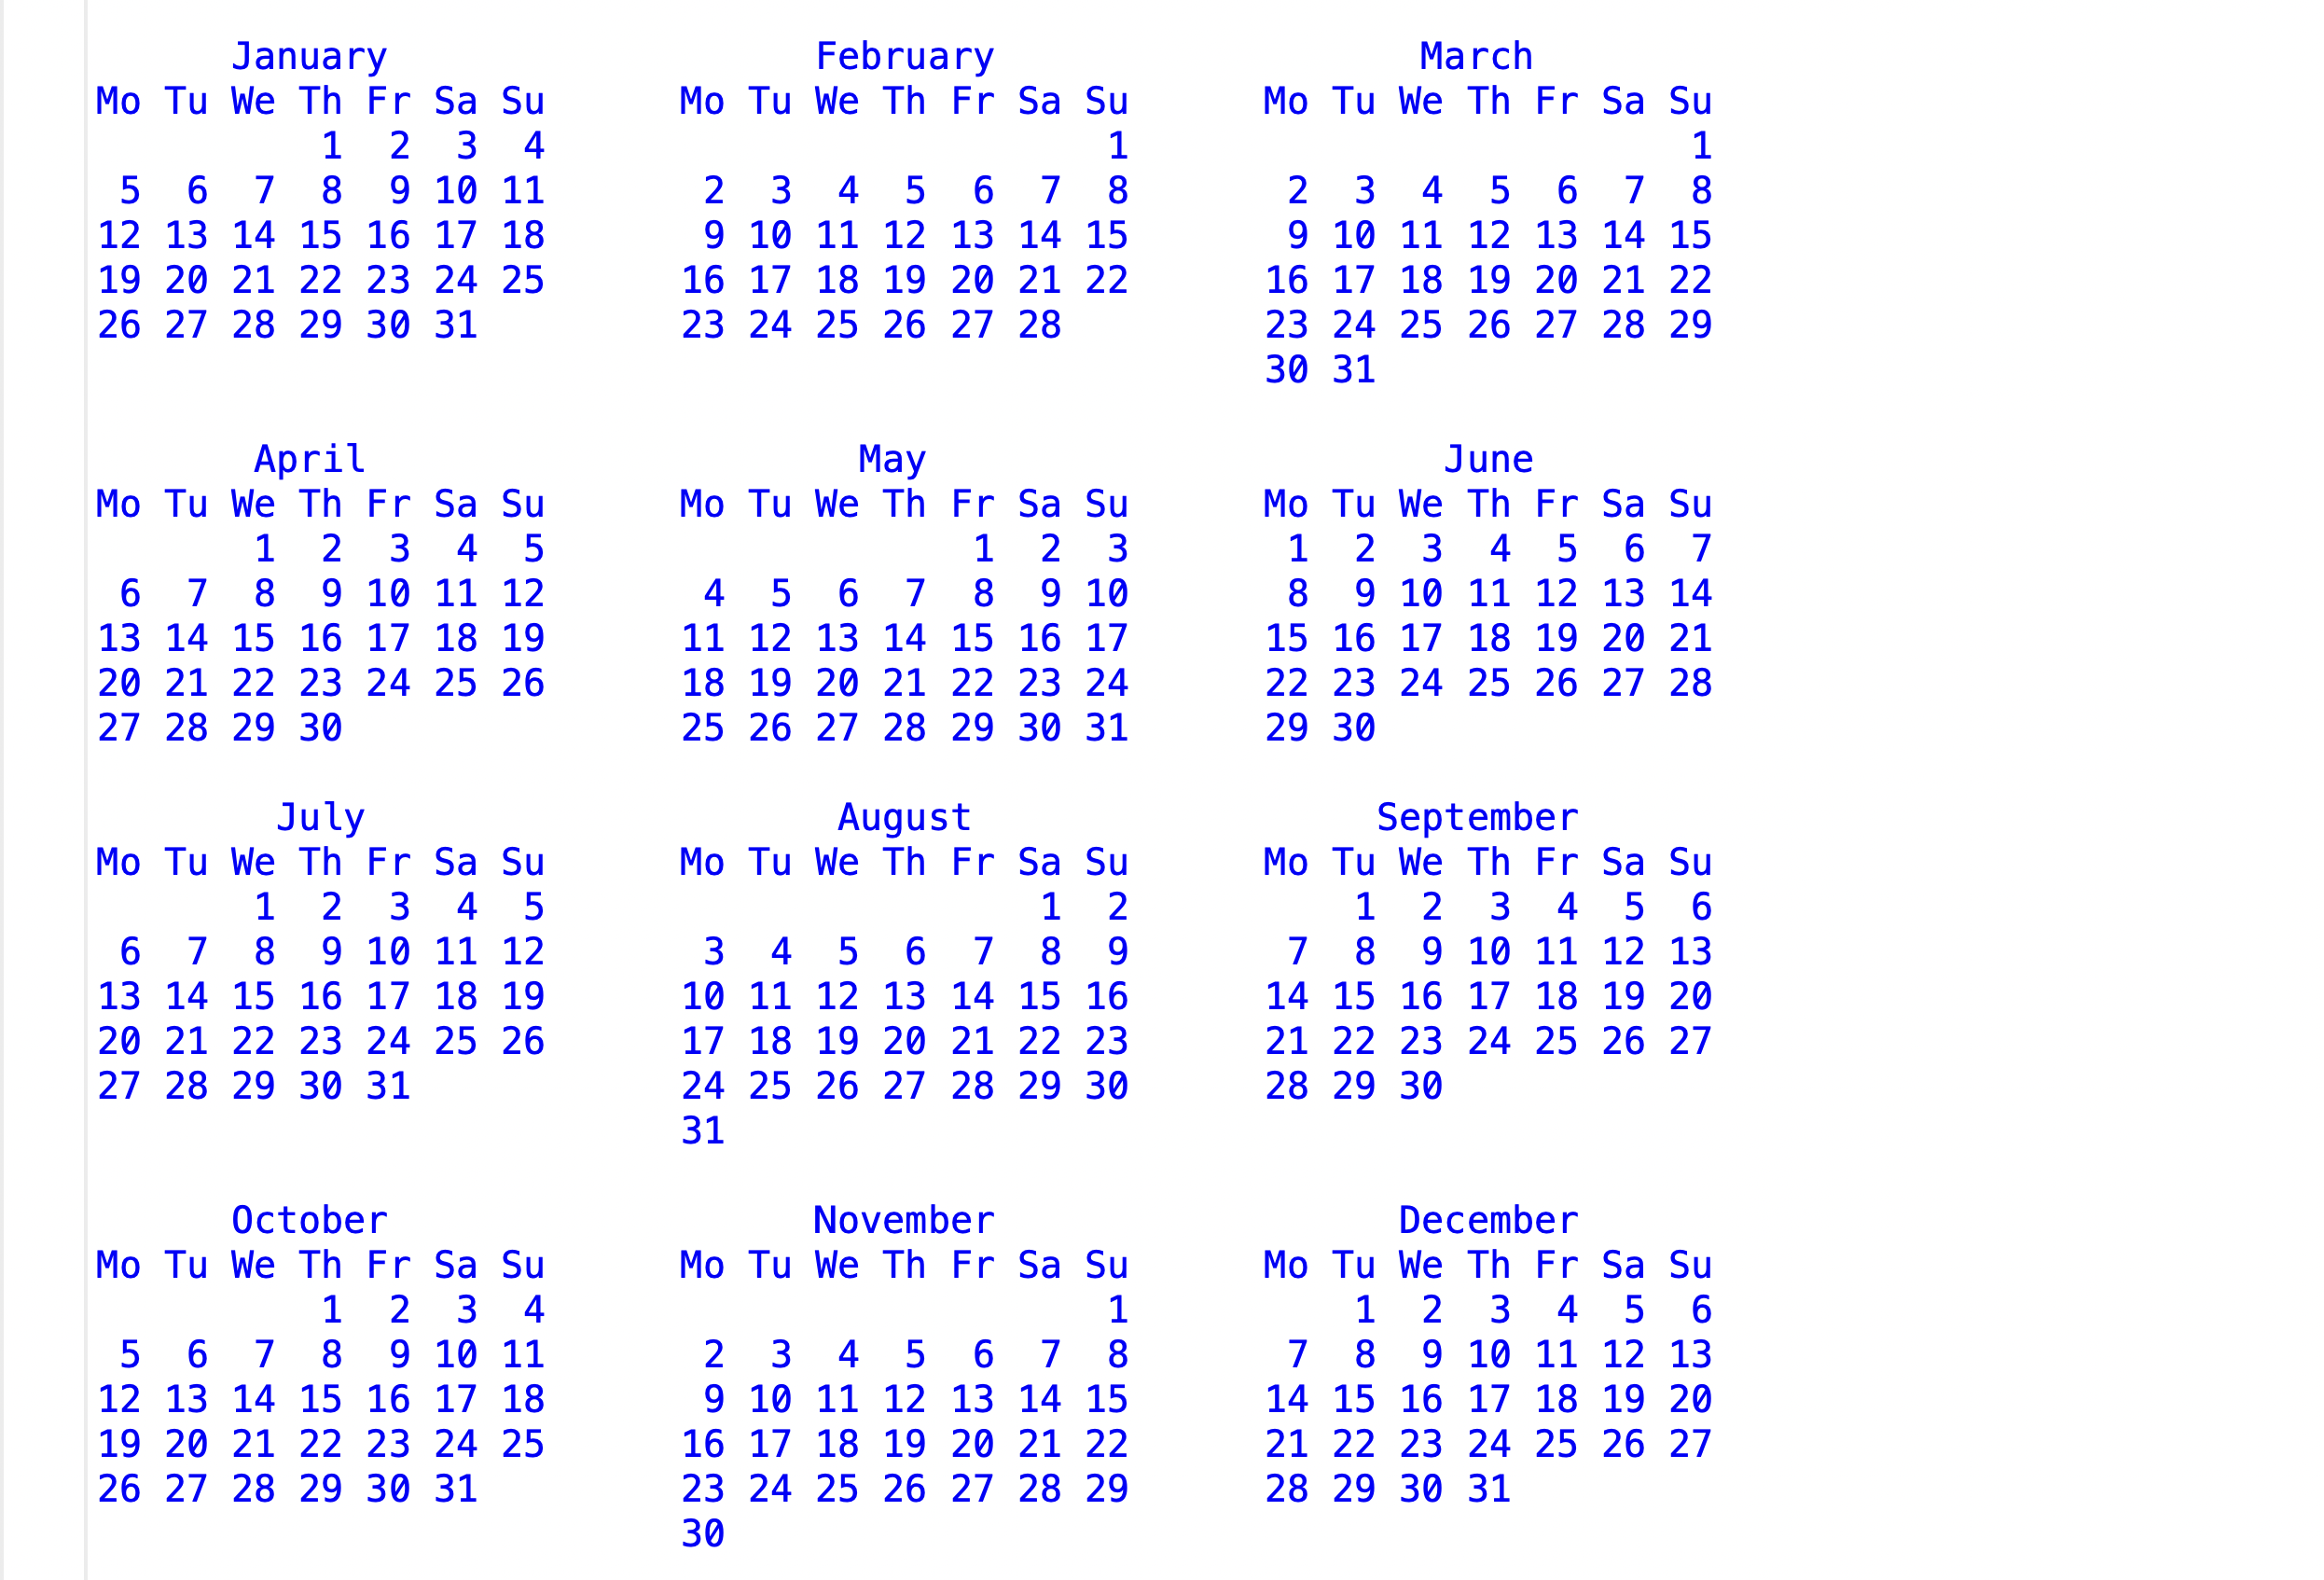 January                   February                   March
Mo Tu We Th Fr Sa Su      Mo Tu We Th Fr Sa Su      Mo Tu We Th Fr Sa Su
          1  2  3  4                         1                         1
 5  6  7  8  9 10 11       2  3  4  5  6  7  8       2  3  4  5  6  7  8
12 13 14 15 16 17 18       9 10 11 12 13 14 15       9 10 11 12 13 14 15
19 20 21 22 23 24 25      16 17 18 19 20 21 22      16 17 18 19 20 21 22
26 27 28 29 30 31         23 24 25 26 27 28         23 24 25 26 27 28 29
                                                    30 31
April                      May                       June
Mo Tu We Th Fr Sa Su      Mo Tu We Th Fr Sa Su      Mo Tu We Th Fr Sa Su
       1  2  3  4  5                   1  2  3       1  2  3  4  5  6  7
 6  7  8  9 10 11 12       4  5  6  7  8  9 10       8  9 10 11 12 13 14
13 14 15 16 17 18 19      11 12 13 14 15 16 17      15 16 17 18 19 20 21
20 21 22 23 24 25 26      18 19 20 21 22 23 24      22 23 24 25 26 27 28
27 28 29 30               25 26 27 28 29 30 31      29 30
July                     August                  September
Mo Tu We Th Fr Sa Su      Mo Tu We Th Fr Sa Su      Mo Tu We Th Fr Sa Su
       1  2  3  4  5                      1  2          1  2  3  4  5  6
 6  7  8  9 10 11 12       3  4  5  6  7  8  9       7  8  9 10 11 12 13
13 14 15 16 17 18 19      10 11 12 13 14 15 16      14 15 16 17 18 19 20
20 21 22 23 24 25 26      17 18 19 20 21 22 23      21 22 23 24 25 26 27
27 28 29 30 31            24 25 26 27 28 29 30      28 29 30
                          31
October                   November                  December
Mo Tu We Th Fr Sa Su      Mo Tu We Th Fr Sa Su      Mo Tu We Th Fr Sa Su
          1  2  3  4                         1          1  2  3  4  5  6
 5  6  7  8  9 10 11       2  3  4  5  6  7  8       7  8  9 10 11 12 13
12 13 14 15 16 17 18       9 10 11 12 13 14 15      14 15 16 17 18 19 20
19 20 21 22 23 24 25      16 17 18 19 20 21 22      21 22 23 24 25 26 27
26 27 28 29 30 31         23 24 25 26 27 28 29      28 29 30 31
                          30